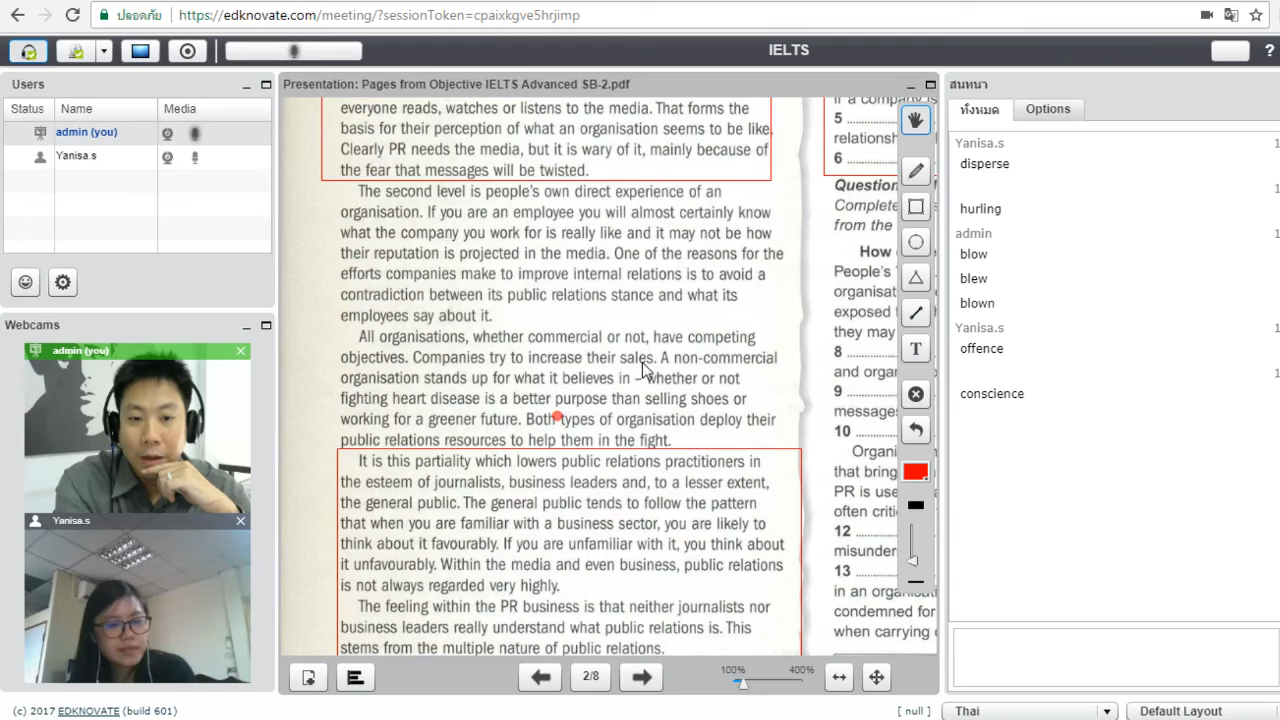 ปลอดภัย https://edknovate.com/meeting/?sessionToken=cpaixkgve5hrjimp
IELTS
?
Users
Status Name Media
admin (you)
Yanisa.s
Webcams
admin (you)
Yanisa.s
Presentation: Pages from Objective IELTS Advanced SB-2.pdf
everyone reads, watches or listens to the media. That forms the
basis for their perception of what an organisation seems to be like.
Clearly PR needs the media, but it is wary of it, mainly because of
the fear that messages will be twisted.
The second level is people's own direct experience of an
organisation. If you are an employee you will almost certainly know
what the company you work for is really like and it may not be how
their reputation is projected in the media. One of the reasons for the
efforts companies make to improve internal relations is to avoid a
contradiction between its public relations stance and what its
employees say about it.
All organisations, whether commercial or not, have competing
objectives. Companies try to increase their sales. A non-commercial
organisation stands up for what it believes in – whether or not
fighting heart disease is a better purpose than selling shoes or
working for a greener future. Both types of organisation deploy their
public relations resources to help them in the fight.
It is this partiality which lowers public relations practitioners in
the esteem of journalists, business leaders and, to a lesser extent,
the general public. The general public tends to follow the pattern
that when you are familiar with a business sector, you are likely to
think about it favourably. If you are unfamiliar with it, you think about
it unfavourably. Within the media and even business, public relations
is not always regarded very highly.
The feeling within the PR business is that neither journalists nor
business leaders really understand what public relations is. This
stems from the multiple nature of public relations.
If a company
5
relationsh
6
Question
Complete
from the
How
People's
organisat
exposed
they may
8
and organ
9
messages
10
Organi
that bring
PR is use
often criti
12
misunder
13
in an orga
condemned for
when carrying
T
2/8
100% 400%
สนทนา
ทั้งหมด Options
Yanisa.s 1
disperse
1
hurling
admin 1
blow
blew
blown
Yanisa.s 1
offence
1
conscience
(c) 2017 EDKNOVATE (build 601)
[ null ]
Thai
Default Layout